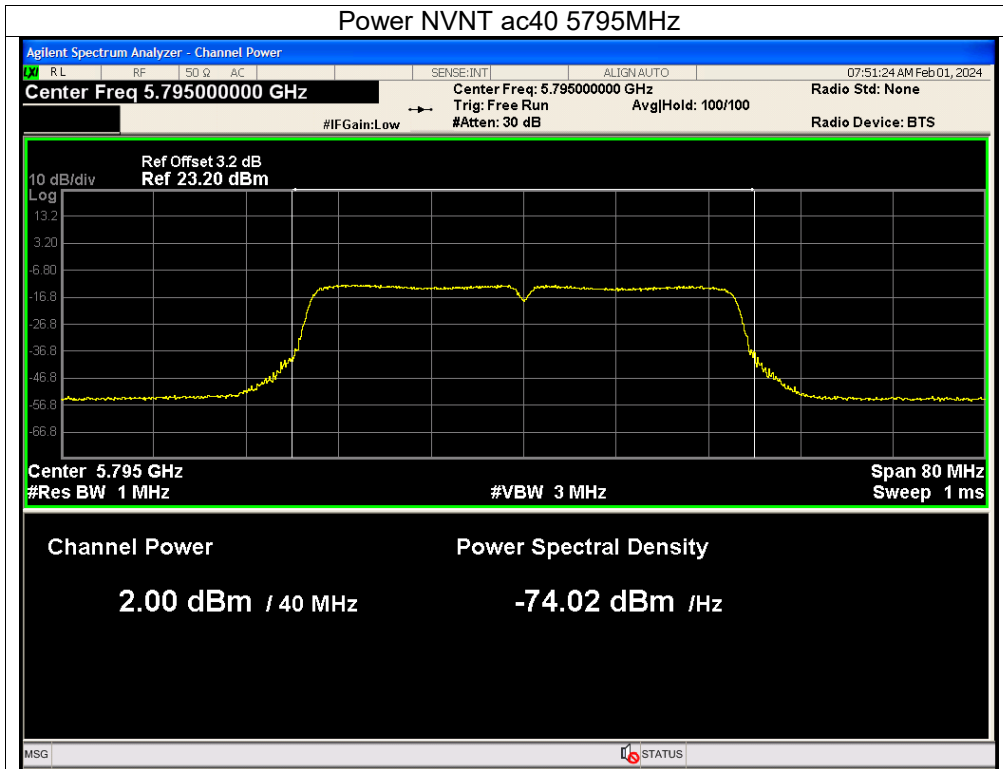 Power NVNT ac40 5795MHz
Agilent Spectrum Analyzer - Channel Power
LXI RL RF 50 Ω AC SENSE:INT ALIGN AUTO 07:51:24 AM Feb 01, 2024
Center Freq 5.795000000 GHz Center Freq: 5.795000000 GHz Radio Std: None
Trig: Free Run Avg|Hold: 100/100
#IFGain:Low #Atten: 30 dB Radio Device: BTS
Ref Offset 3.2 dB
10 dB/div Ref 23.20 dBm
Log
13.2
3.20
-6.80
-16.8
-26.8
-36.8
-46.8
-56.8
-66.8
Center 5.795 GHz Span 80 MHz
#Res BW 1 MHz #VBW 3 MHz Sweep 1 ms
Channel Power Power Spectral Density
2.00 dBm / 40 MHz -74.02 dBm /Hz
MSG STATUS